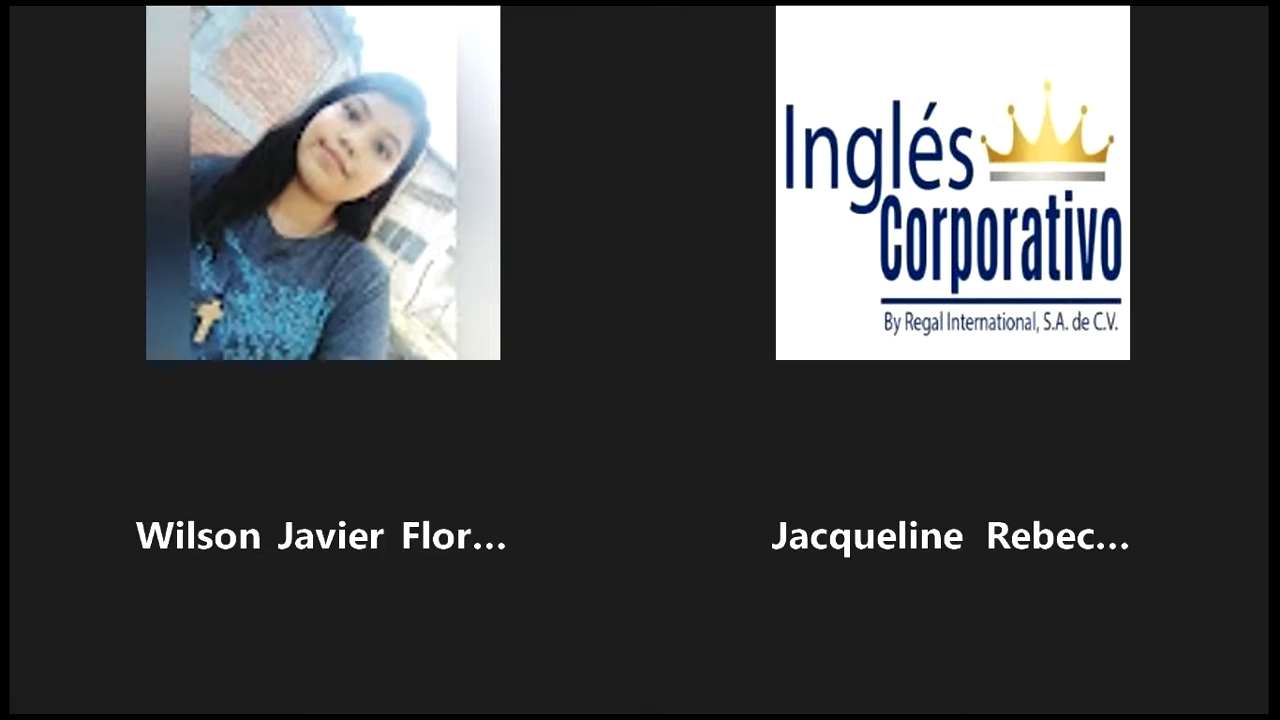 Inglés
Corporativo
By Regal International, S.A. de C.V.
Wilson Javier Flor...
Jacqueline Rebec...